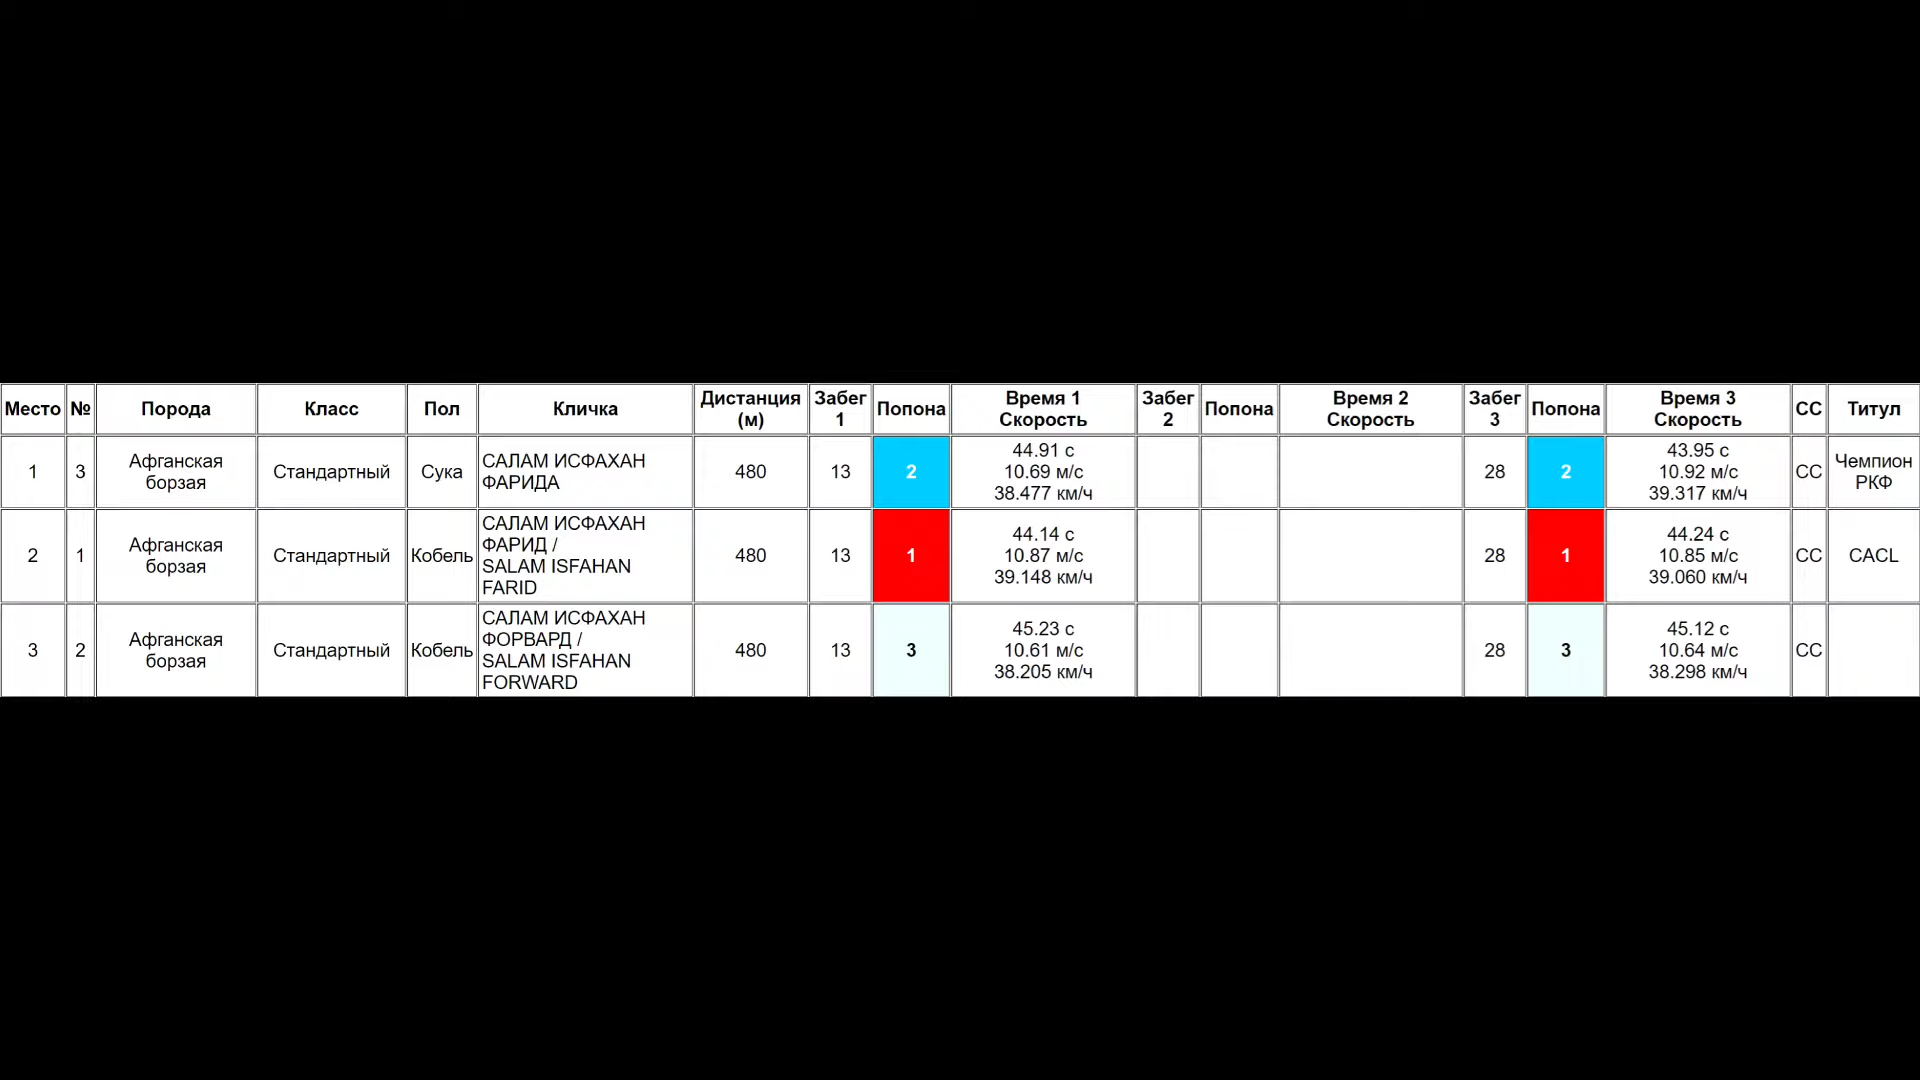 Место № Порода Класс Пол Кличка Дистанция (м) Забег 1 Попона Время 1 Скорость Забег 2 Попона Время 2 Скорость Забег 3 Попона Время 3 Скорость СС Титул
1 3 Афганская борзая Стандартный Сука САЛАМ ИСФАХАН ФАРИДА 480 13 2 44.91 с 10.69 м/с 38.477 км/ч 28 2 43.95 с 10.92 м/с 39.317 км/ч СС Чемпион РКФ
2 1 Афганская борзая Стандартный Кобель САЛАМ ИСФАХАН ФАРИД / SALAM ISFAHAN FARID 480 13 1 44.14 с 10.87 м/с 39.148 км/ч 28 1 44.24 с 10.85 м/с 39.060 км/ч СС CACL
3 2 Афганская борзая Стандартный Кобель САЛАМ ИСФАХАН ФОРВАРД / SALAM ISFAHAN FORWARD 480 13 3 45.23 с 10.61 м/с 38.205 км/ч 28 3 45.12 с 10.64 м/с 38.298 км/ч СС